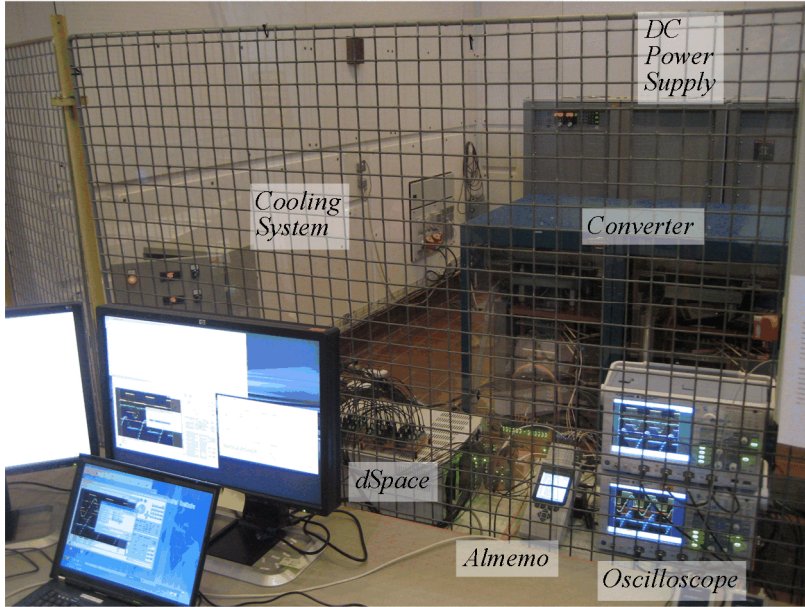 DC
Power
Supply
Cooling
System
Converter
dSpace
Almemo
Oscilloscope